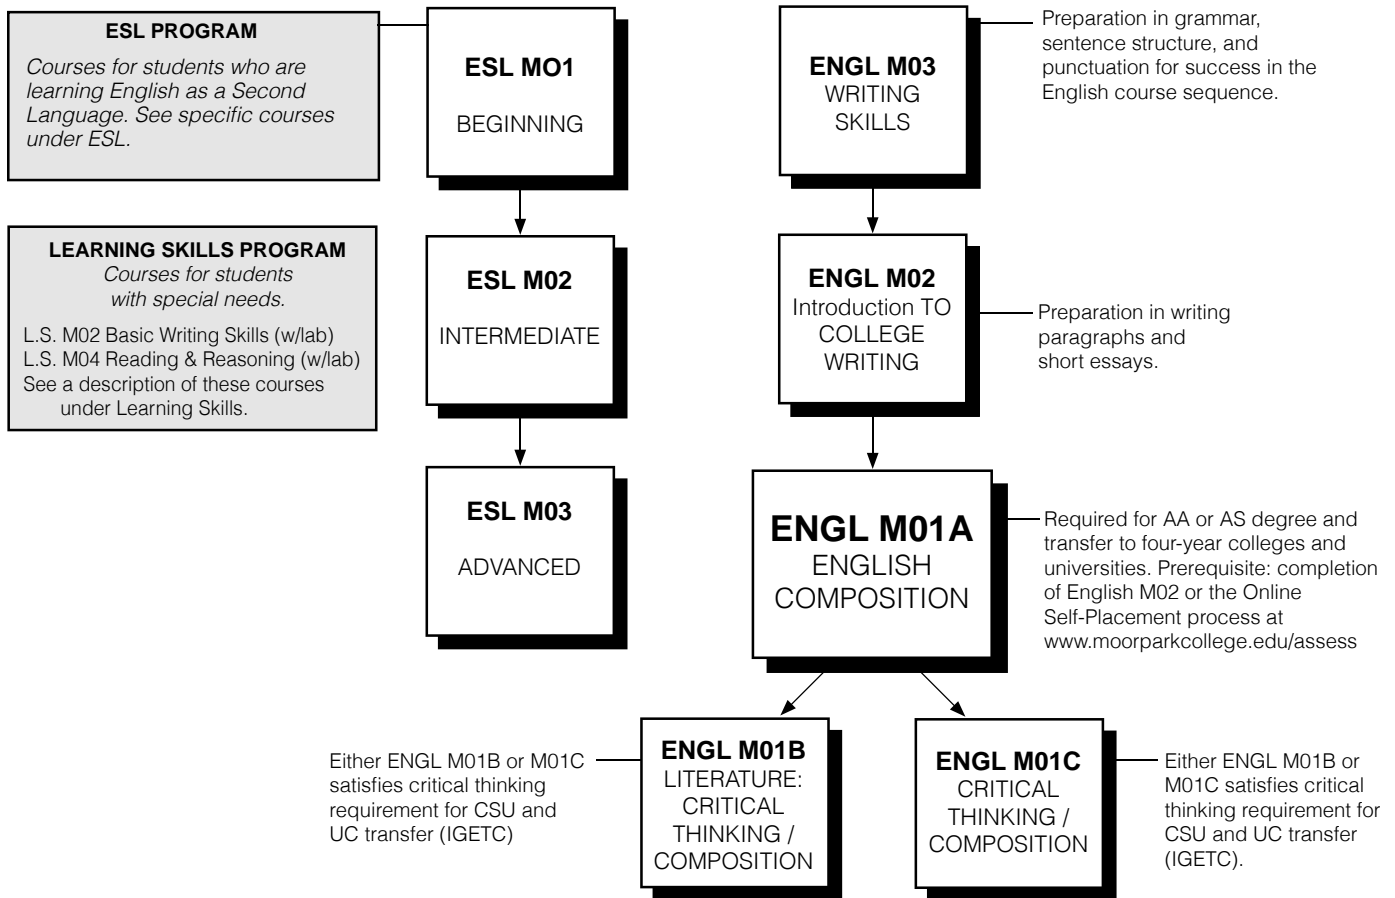 ESL PROGRAM
Courses for students who are
learning English as a Second
Language. See specific courses
under ESL.
ESL MO1
BEGINNING
ENGL M03
WRITING
SKILLS
Preparation in grammar,
sentence structure, and
punctuation for success in the
English course sequence.
LEARNING SKILLS PROGRAM
Courses for students
with special needs.
L.S. M02 Basic Writing Skills (w/lab)
L.S. M04 Reading & Reasoning (w/lab)
See a description of these courses
under Learning Skills.
ESL M02
INTERMEDIATE
ENGL M02
Introduction TO
COLLEGE
WRITING
Preparation in writing
paragraphs and
short essays.
ESL M03
ADVANCED
ENGL M01A
ENGLISH
COMPOSITION
Required for AA or AS degree and
transfer to four-year colleges and
universities. Prerequisite: completion
of English M02 or the Online
Self-Placement process at
www.moorparkcollege.edu/assess
Either ENGL M01B or M01C
satisfies critical thinking
requirement for CSU and
UC transfer (IGETC)
ENGL M01B
LITERATURE:
CRITICAL
THINKING /
COMPOSITION
ENGL M01C
CRITICAL
THINKING /
COMPOSITION
Either ENGL M01B or
M01C satisfies critical
thinking requirement for
CSU and UC transfer
(IGETC).